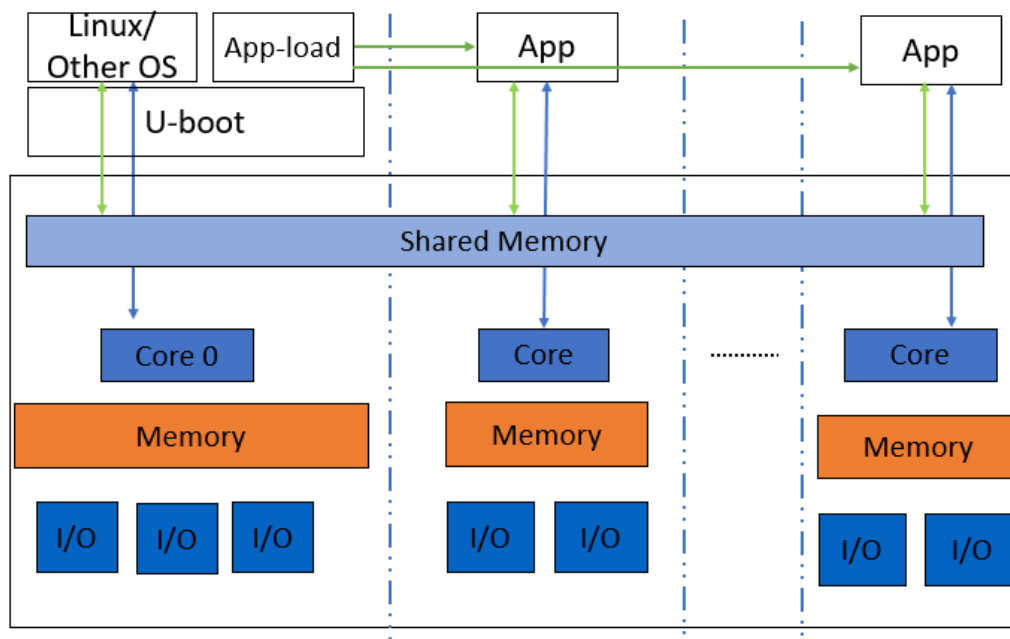 Linux/
Other OS
App-load
App
App
U-boot
Shared Memory
Core 0
Core
...........
Core
Memory
Memory
Memory
I/O
I/O
I/O
I/O
I/O
I/O
I/O